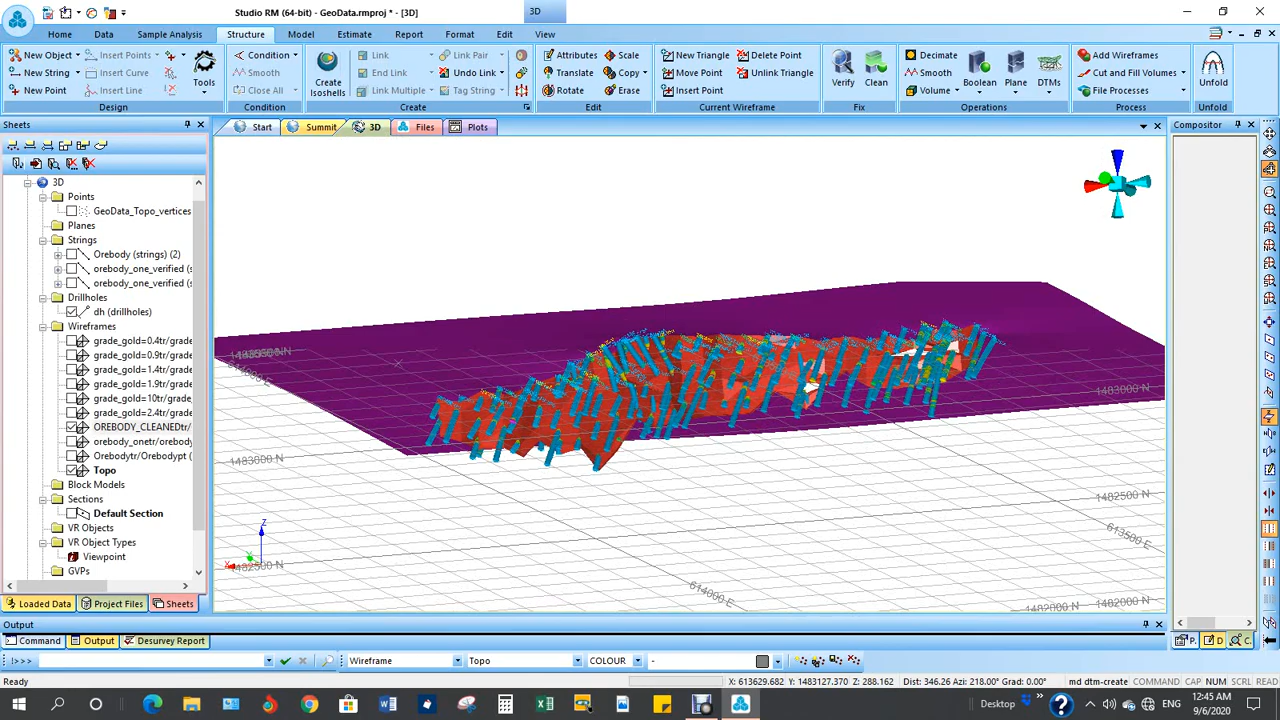 Studio RM (64-bit) - GeoData.rmproj * - [3D]
3D
Home Data Sample Analysis Structure Model Estimate Report Format Edit View
New Object Insert Points Condition Link Link Pair Attributes Scale New Triangle Delete Point Decimate Add Wireframes
New String Insert Curve Tools Smooth Create Isoshells End Link Undo Link Translate Copy Move Point Unlink Triangle Verify Clean Smooth Boolean Plane DTMs Cut and Fill Volumes Unfold
New Point Insert Line Close All Link Multiple Tag String Rotate Erase Insert Point Volume File Processes
Design Condition Create Edit Current Wireframe Fix Operations Process Unfold
Sheets
Start Summit 3D Files Plots
Compositor
3D
Points
GeoData_Topo_vertices
Planes
Strings
Orebody (strings) (2)
orebody_one_verified (s
orebody_one_verified (s
Drillholes
dh (drillholes)
Wireframes
grade_gold=0.4tr/grade
grade_gold=0.9tr/grade
grade_gold=1.4tr/grade
grade_gold=1.9tr/grade
grade_gold=10tr/grade_
grade_gold=2.4tr/grade
OREBODY_CLEANEDtr/
orebody_onetr/orebody
Orebodytr/Orebodypt (
Topo
Block Models
Sections
Default Section
VR Objects
VR Object Types
Viewpoint
GVPs
1483000 N
1483000 N
1482500 N
613500 E
Z
X
1482500 N
614000 E
1482000 N
1482000 N
Loaded Data Project Files Sheets
Output
Command Output Desurvey Report
P. D C.
!>>> Wireframe Topo COLOUR -
Ready
X: 613629.682 Y: 1483127.370 Z: 288.162 Dist: 346.26 Azi: 218.00° Grad: 0.00° md dtm-create COMMAND CAP NUM SCRL READ
Desktop ENG 12:45 AM
9/6/2020